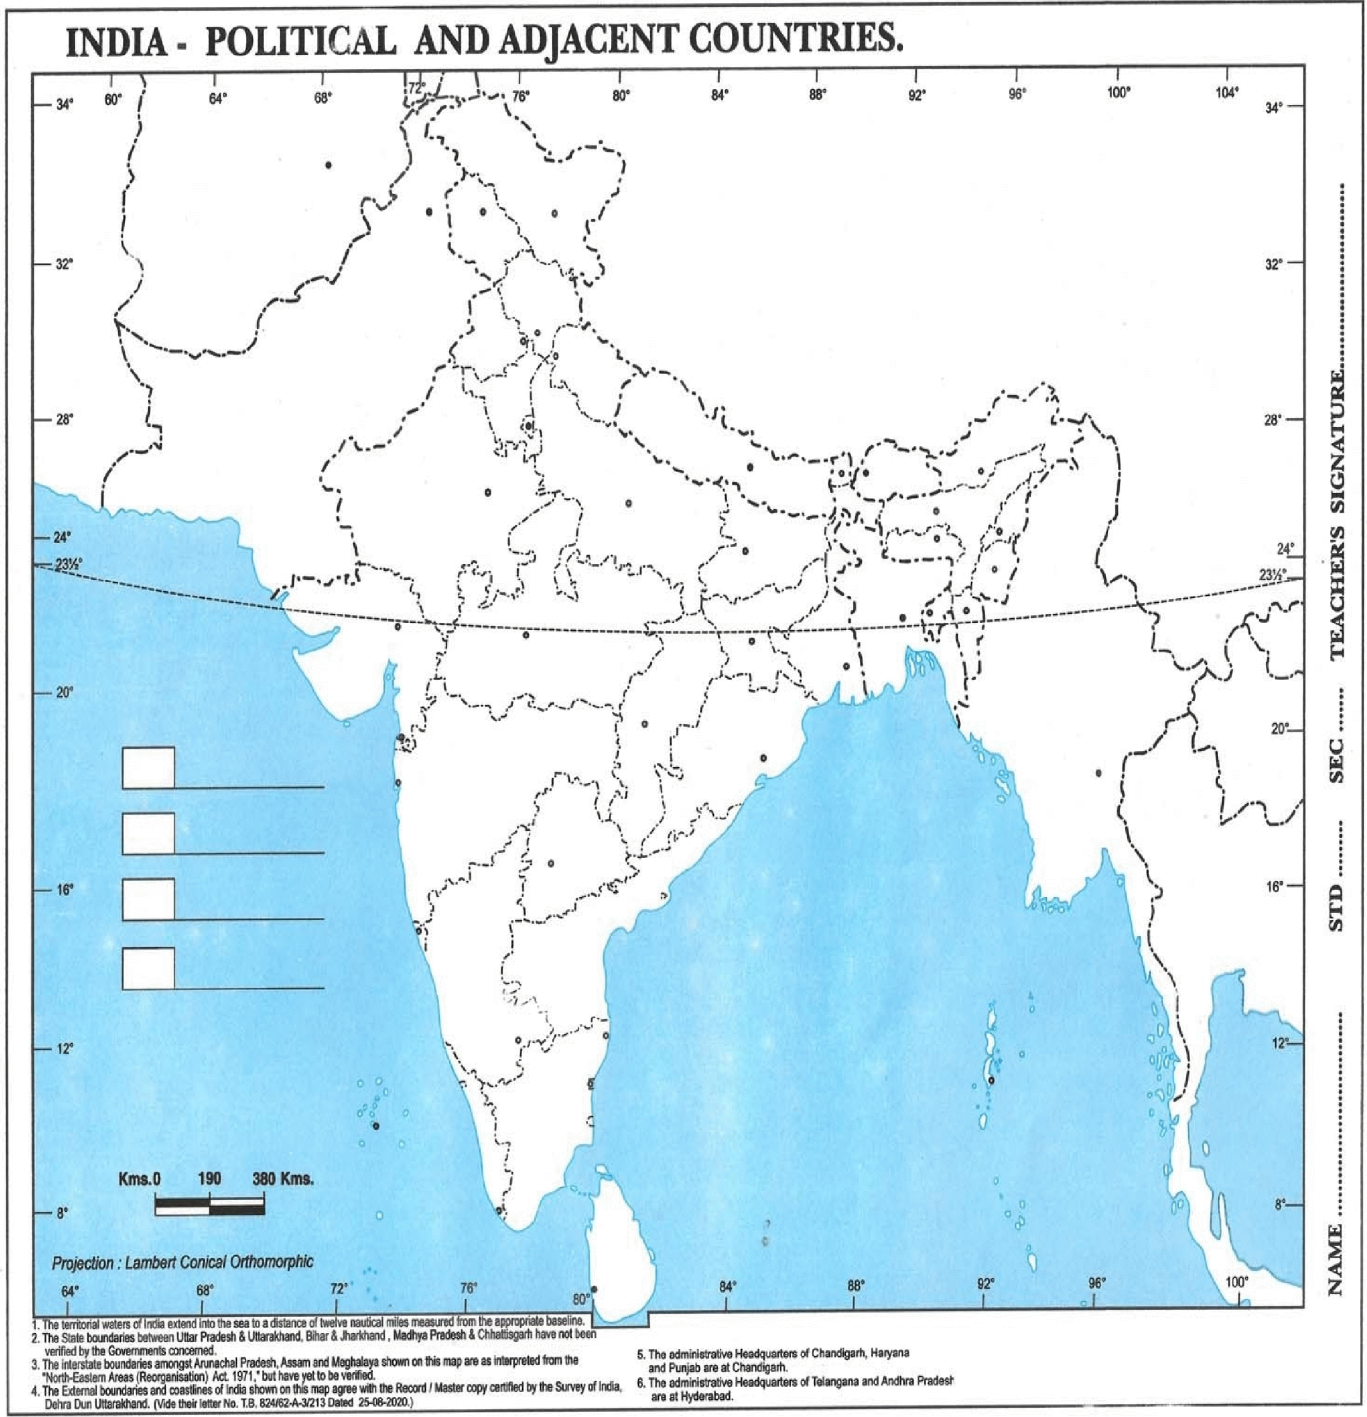 INDIA - POLITICAL AND ADJACENT COUNTRIES.
60° 64° 68° 72° 76° 80° 84° 88° 92° 96° 100° 104°
34° 34°
32° 32°
28° 28°
24° 24°
23½° 23½°
20° 20°
16° 16°
12° 12°
8° 8°
Kms.0 190 380 Kms.
Projection : Lambert Conical Orthomorphic
64° 68° 72° 76° 80° 84° 88° 92° 96° 100°
NAME .......... STD .......... SEC ....... TEACHER'S SIGNATURE..........
1. The territorial waters of India extend into the sea to a distance of twelve nautical miles measured from the appropriate baseline.
2. The State boundaries between Uttar Pradesh & Uttarakhand, Bihar & Jharkhand , Madhya Pradesh & Chhattisgarh have not been
verified by the Governments concerned.
3. The interstate boundaries amongst Arunachal Pradesh, Assam and Meghalaya shown on this map are as interpreted from the
"North-Eastern Areas (Reorganisation) Act. 1971," but have yet to be verified.
4. The External boundaries and coastlines of India shown on this map agree with the Record / Master copy certified by the Survey of India,
Dehra Dun Uttarakhand. (Vide their letter No. T.B. 824/62-A-3/213 Dated 25-08-2020.)
5. The administrative Headquarters of Chandigarh, Haryana
and Punjab are at Chandigarh.
6. The administrative Headquarters of Telangana and Andhra Pradesh
are at Hyderabad.